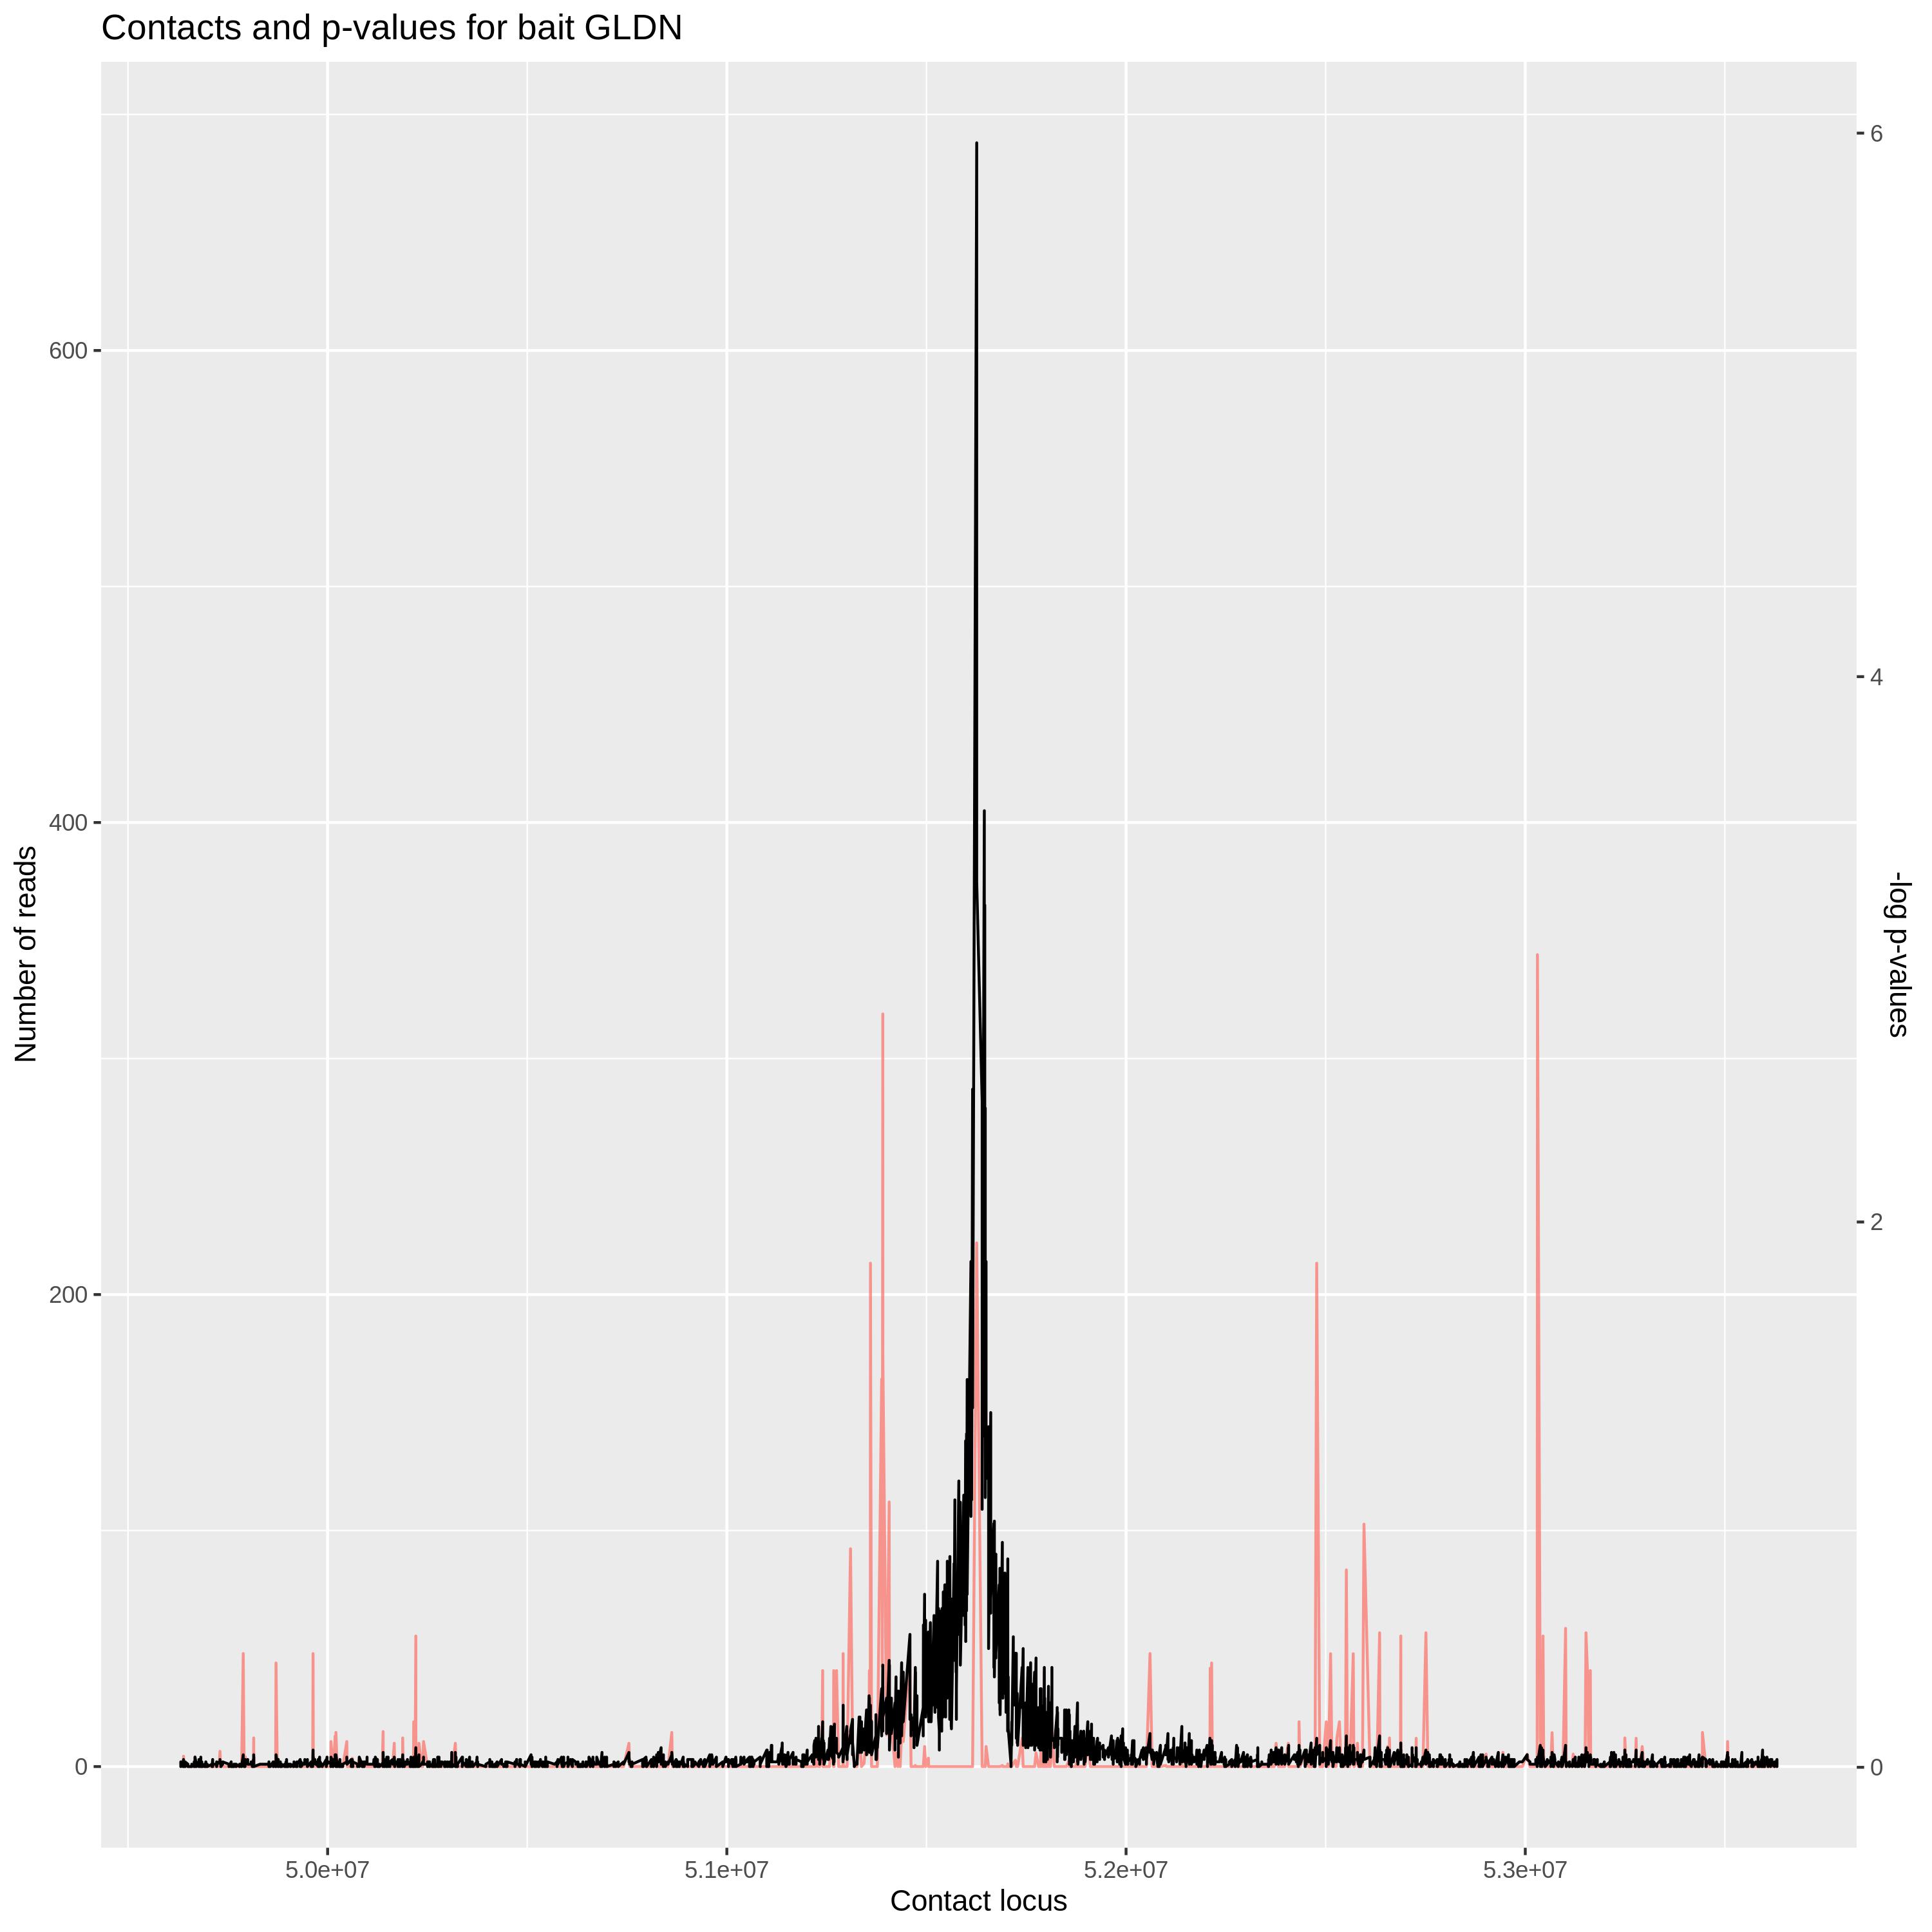 Contacts and p-values for bait GLDN
6
600
4
400
Number of reads
-log p-values
2
200
0
0
5.0e+07
5.1e+07
5.2e+07
5.3e+07
Contact locus